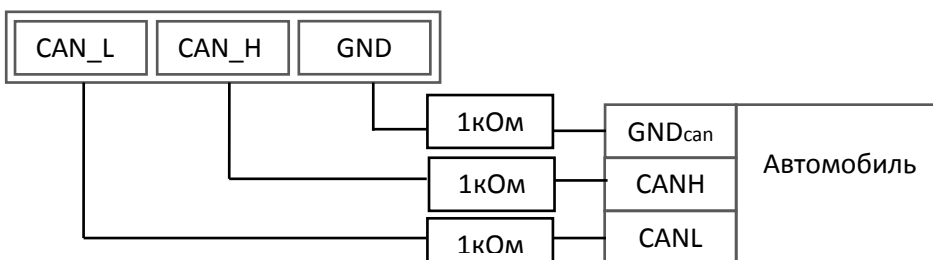 CAN_L CAN_H GND
1кОм GNDcan
Автомобиль
1кОм CANH
1кОм CANL